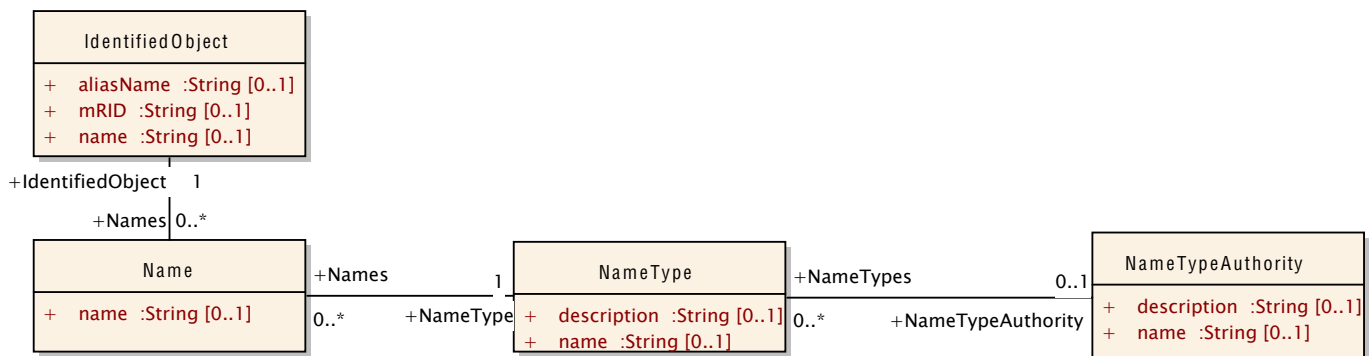 IdentifiedObject
+ aliasName :String [0..1]
+ mRID :String [0..1]
+ name :String [0..1]
+IdentifiedObject 1
+Names 0..*
Name
+ name :String [0..1]
+Names
0..*
1
+NameType
NameType
+ description :String [0..1]
+ name :String [0..1]
+NameTypes
0..*
0..1
+NameTypeAuthority
NameTypeAuthority
+ description :String [0..1]
+ name :String [0..1]